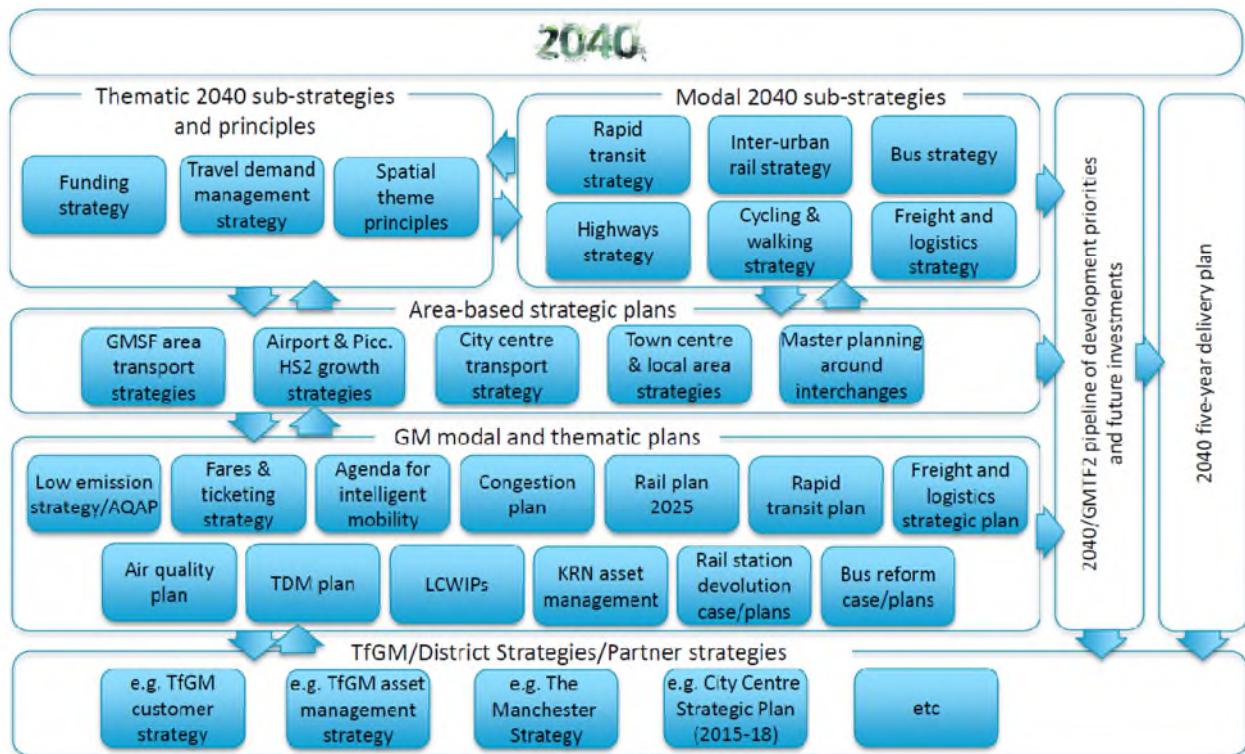 2040
Thematic 2040 sub-strategies
and principles
Funding
strategy
Travel demand
management
strategy
Spatial
theme
principles
Modal 2040 sub-strategies
Rapid
transit
strategy
Inter-urban
rail strategy
Bus strategy
Highways
strategy
Cycling &
walking
strategy
Freight and
logistics
strategy
Area-based strategic plans
GMSF area
transport
strategies
Airport & Picc.
HS2 growth
strategies
City centre
transport
strategy
Town centre
& local area
strategies
Master planning
around
interchanges
GM modal and thematic plans
Low emission
strategy/AQAP
Fares &
ticketing
strategy
Agenda for
intelligent
mobility
Congestion
plan
Rail plan
2025
Rapid
transit plan
Freight and
logistics
strategic plan
Air quality
plan
TDM plan
LCWIPs
KRN asset
management
Rail station
devolution
case/plans
Bus reform
case/plans
TfGM/District Strategies/Partner strategies
e.g. TfGM
customer
strategy
e.g. TfGM asset
management
strategy
e.g. The
Manchester
Strategy
e.g. City Centre
Strategic Plan
(2015-18)
etc
2040/GMTF2 pipeline of development priorities
and future investments
2040 five-year delivery plan